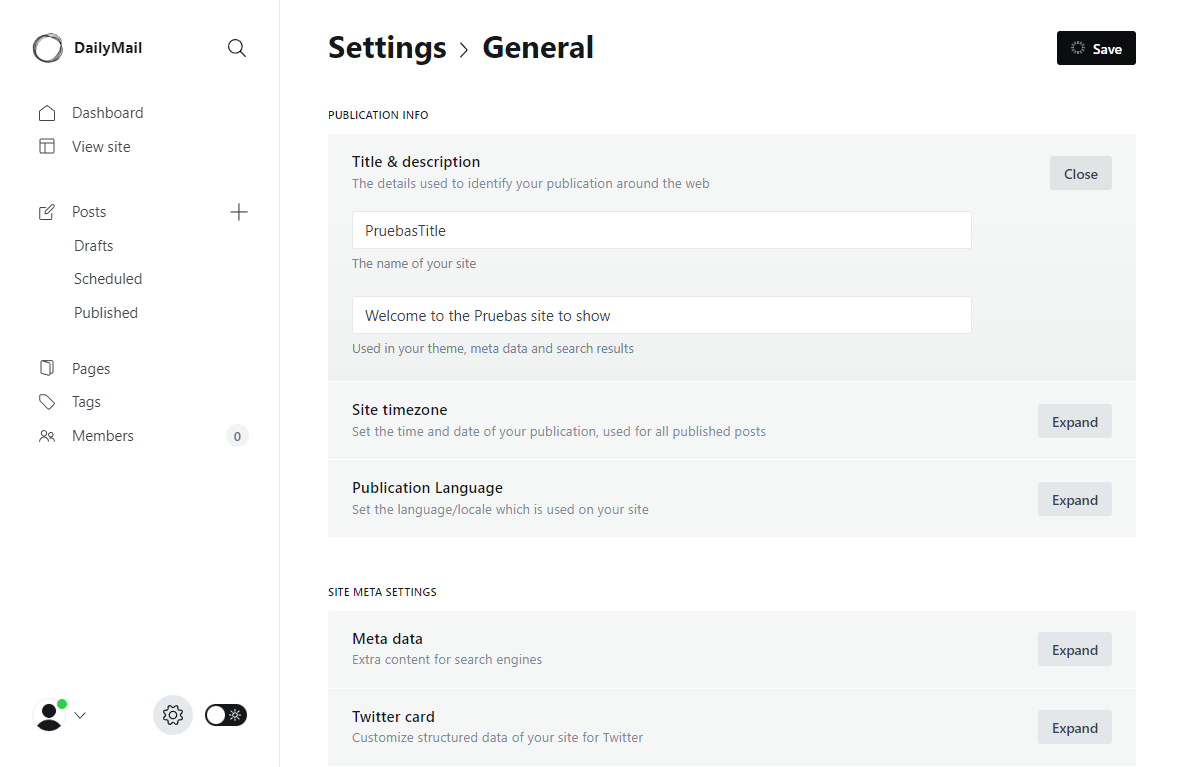 DailyMail
Dashboard
View site
Posts
Drafts
Scheduled
Published
Pages
Tags
Members 0
Settings › General
Save
PUBLICATION INFO
Title & description
The details used to identify your publication around the web
Close
PruebasTitle
The name of your site
Welcome to the Pruebas site to show
Used in your theme, meta data and search results
Site timezone
Set the time and date of your publication, used for all published posts
Expand
Publication Language
Set the language/locale which is used on your site
Expand
SITE META SETTINGS
Meta data
Extra content for search engines
Expand
Twitter card
Customize structured data of your site for Twitter
Expand